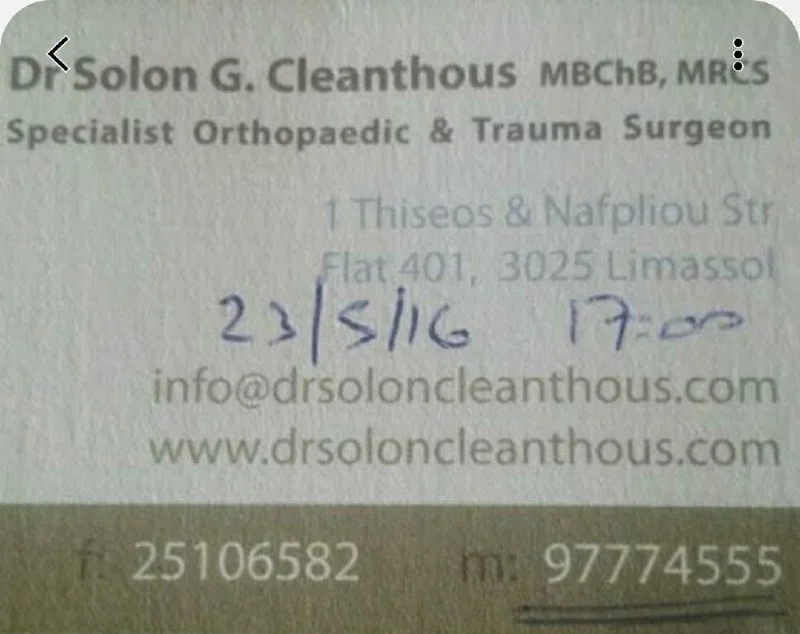 Dr Solon G. Cleanthous MBChB, MRCS
Specialist Orthopaedic & Trauma Surgeon
1 Thiseos & Nafpliou Str
Flat 401, 3025 Limassol
23/5/16 17:00
info@drsoloncleanthous.com
www.drsoloncleanthous.com
f: 25106582 m: 97774555